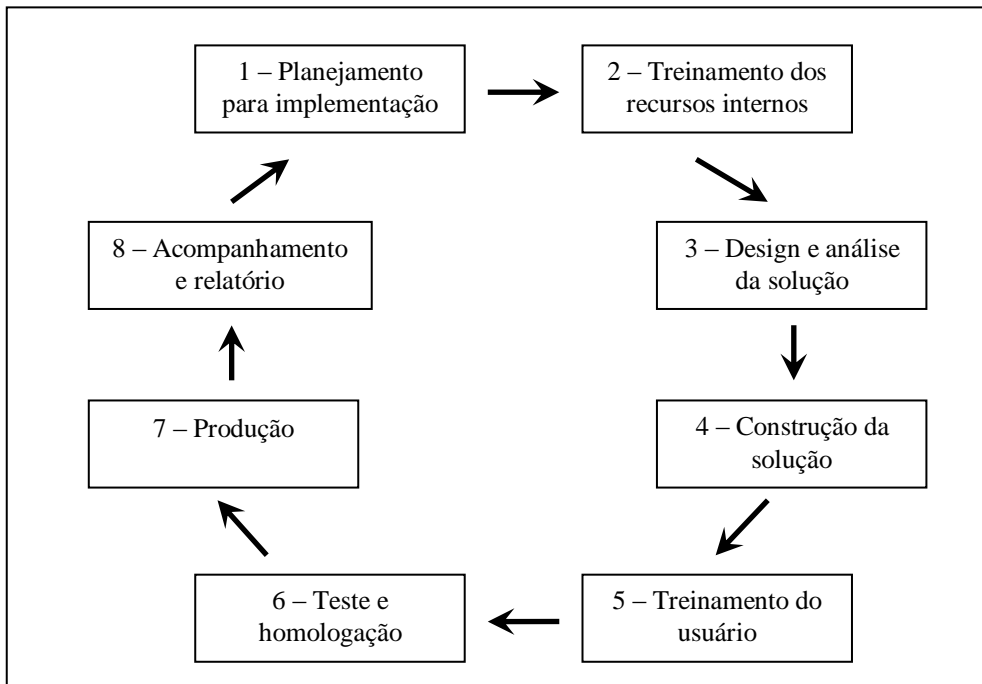 1 – Planejamento
para implementação
2 – Treinamento dos
recursos internos
3 – Design e análise
da solução
4 – Construção da
solução
5 – Treinamento do
usuário
6 – Teste e
homologação
7 – Produção
8 – Acompanhamento
e relatório